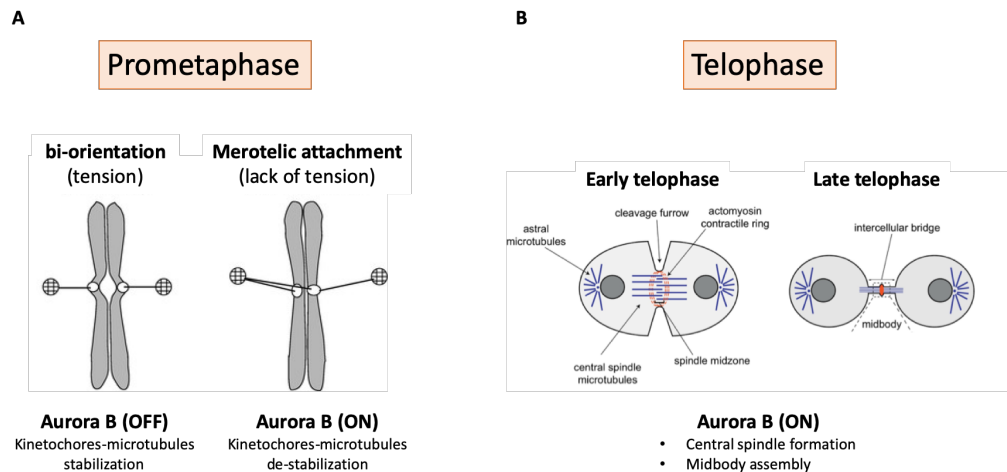 A
Prometaphase
bi-orientation
(tension)
Merotelic attachment
(lack of tension)
Aurora B (OFF)
Kinetochores-microtubules
stabilization
Aurora B (ON)
Kinetochores-microtubules
de-stabilization
B
Telophase
Early telophase
cleavage furrow
actomyosin
contractile ring
astral
microtubules
central spindle
microtubules
spindle midzone
Late telophase
intercellular bridge
midbody
Aurora B (ON)
• Central spindle formation
• Midbody assembly